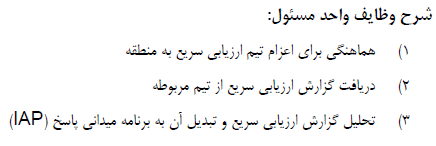 شرح وظایف واحد مسئول:
۱) هماهنگی برای اعزام تیم ارزیابی سریع به منطقه
۲) دریافت گزارش ارزیابی سریع از تیم مربوطه
۳) تحلیل گزارش ارزیابی سریع و تبدیل آن به برنامه میدانی پاسخ (IAP)